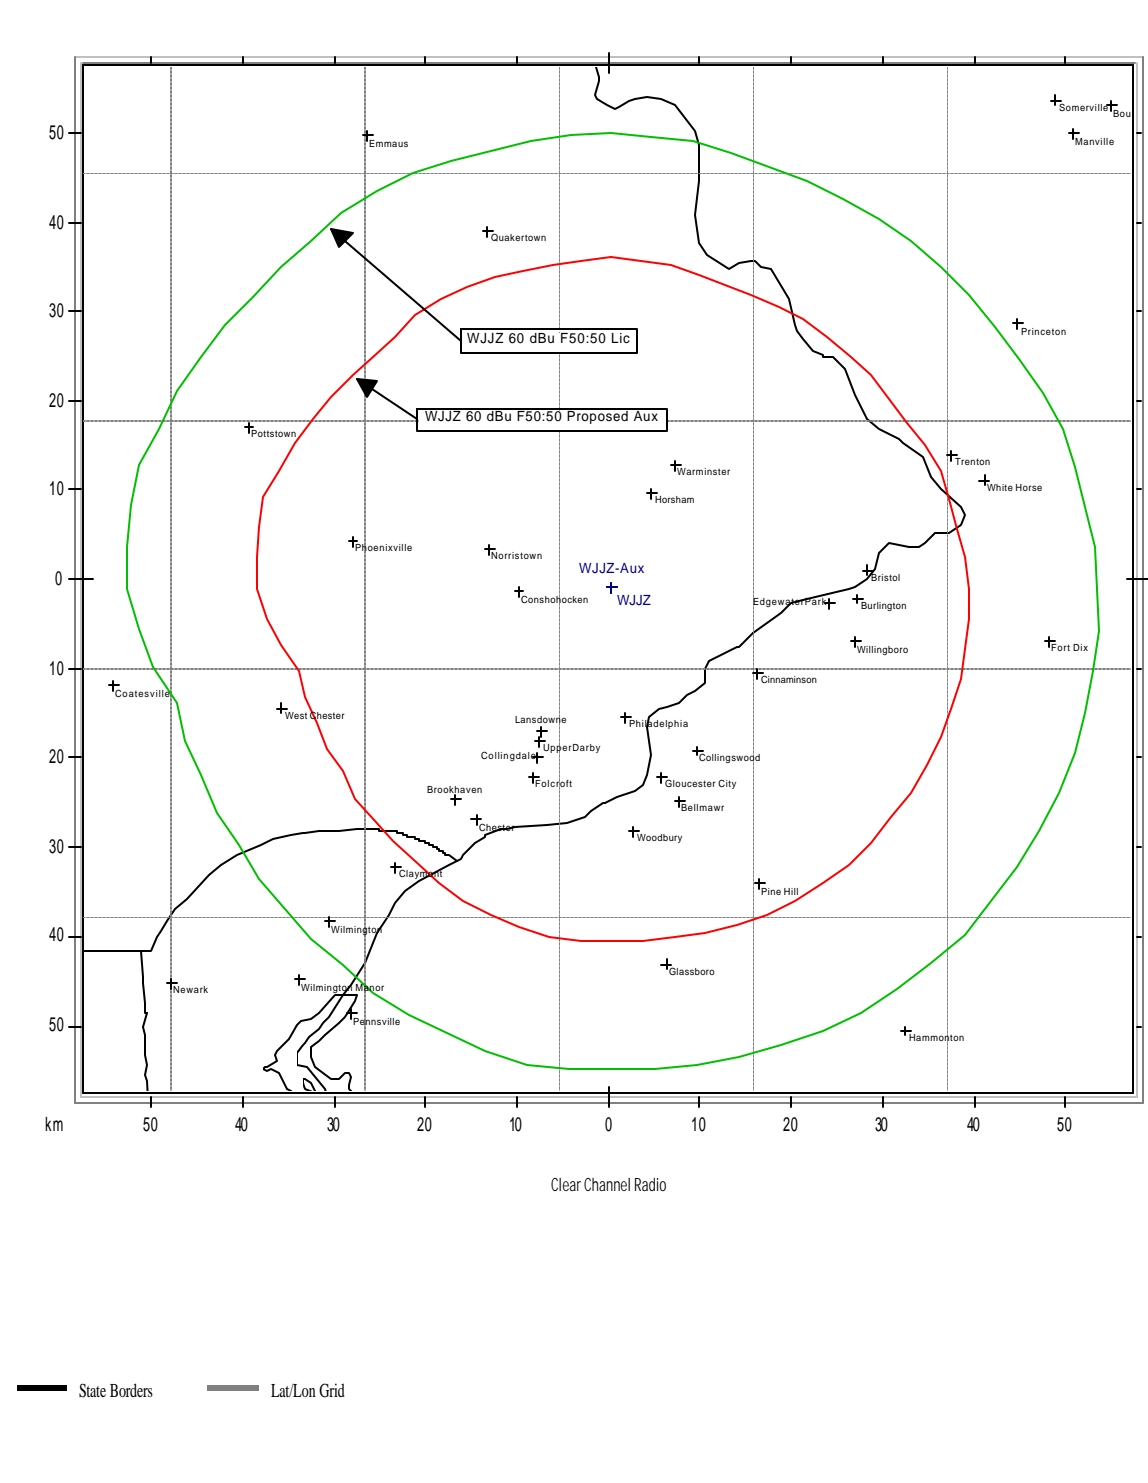 Somerville
Bou
50
Emmaus
Manville
40
Quakertown
30
Princeton
WJJZ 60 dBu F50:50 Lic
20
WJJZ 60 dBu F50:50 Proposed Aux
Pottstown
Trenton
Warminster
10
White Horse
Horsham
Phoenixville
Norristown
WJJZ-Aux
0
Bristol
Conshohocken
WJJZ
EdgewaterPark
Burlington
Willingboro
Fort Dix
10
Cinnaminson
Coatesville
West Chester
Lansdowne
Philadelphia
UpperDarby
20
Collingdale
Collingswood
Folcroft
Gloucester City
Brookhaven
Bellmawr
Chester
30
Woodbury
Claymont
Pine Hill
40
Wilmington
Glassboro
Newark
Wilmington Manor
50
Pennsville
Hammonton
km 50 40 30 20 10 0 10 20 30 40 50
Clear Channel Radio
State Borders Lat/Lon Grid